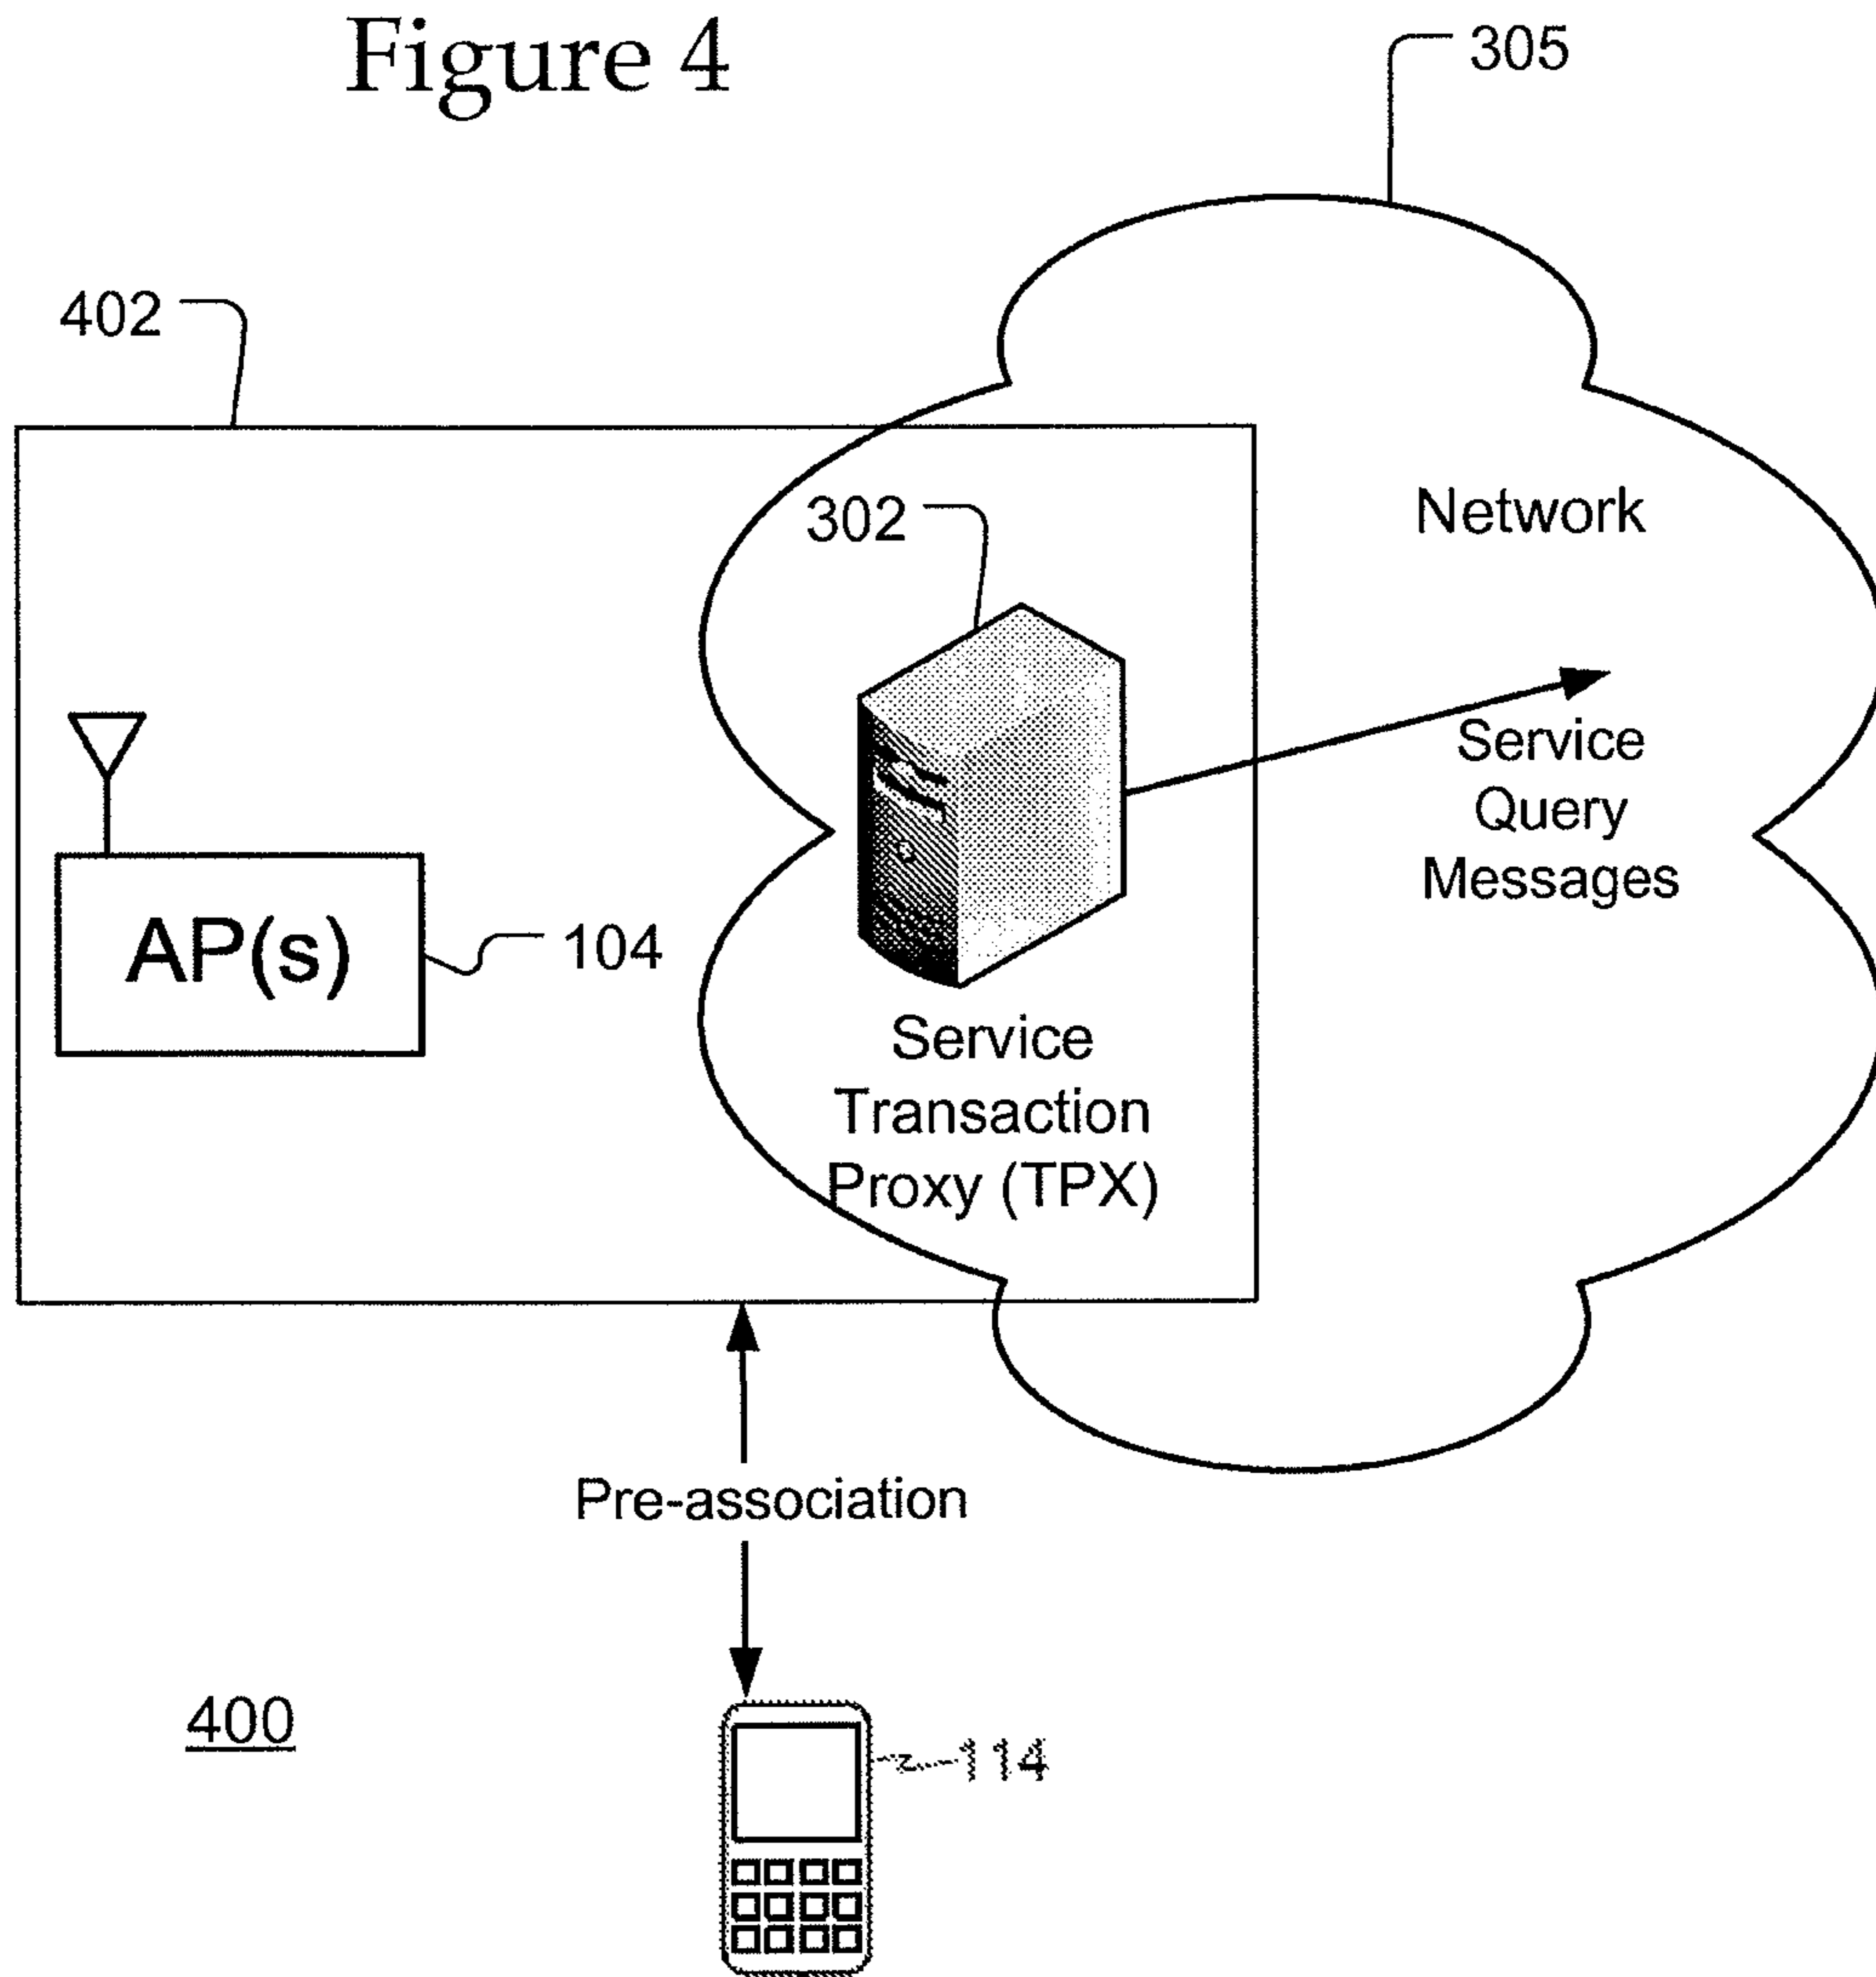 Figure 4
305
402
302
Network
Service
Query
Messages
AP(s)
104
Service
Transaction
Proxy (TPX)
Pre-association
400
114